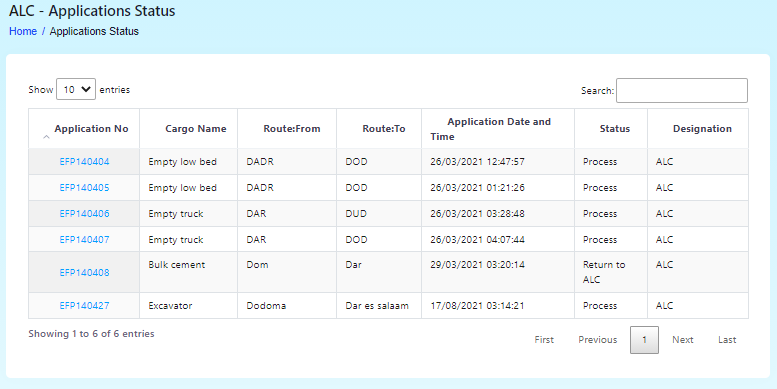 ALC - Applications Status
Home / Applications Status
Show 10 entries Search:
Application No Cargo Name Route:From Route:To Application Date and Time Status Designation
EFP140404 Empty low bed DADR DOD 26/03/2021 12:47:57 Process ALC
EFP140405 Empty low bed DADR DOD 26/03/2021 01:21:26 Process ALC
EFP140406 Empty truck DAR DUD 26/03/2021 03:28:48 Process ALC
EFP140407 Empty truck DAR DOD 26/03/2021 04:07:44 Process ALC
EFP140408 Bulk cement Dom Dar 29/03/2021 03:20:14 Return to ALC ALC
EFP140427 Excavator Dodoma Dar es salaam 17/08/2021 03:14:21 Process ALC
Showing 1 to 6 of 6 entries
First Previous 1 Next Last